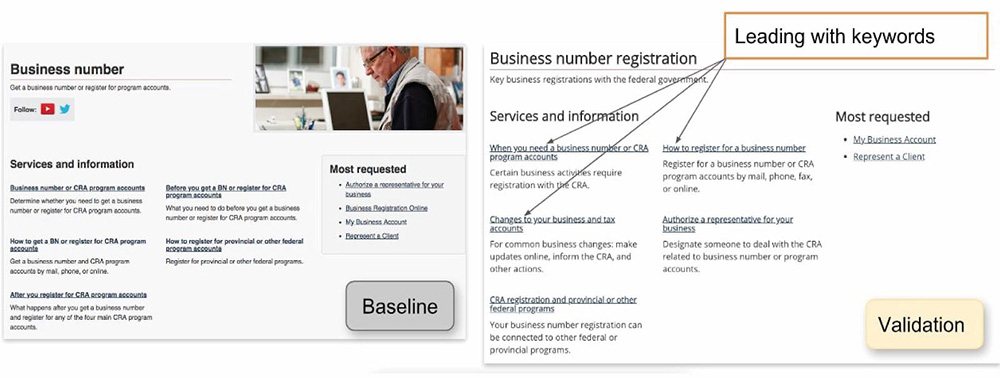 Leading with keywords
Business number
Get a business number or register for program accounts.
Follow:
Services and information
Business number or CRA program accounts
Determine whether you need to get a business
number or register for CRA program accounts.
Before you get a BN or register for CRA
program accounts
What you need to do before you get a business
number or register for CRA program accounts.
How to get a BN or register for CRA program
accounts
Get a business number and CRA program
accounts by mail, phone, or online.
How to register for provincial or other federal
program accounts
Register for provincial or other federal programs.
After you register for CRA program accounts
What happens after you get a business number
and register for any of the four main CRA program
accounts.
Most requested
Authorize a representative for your
business
Business Registration Online
My Business Account
Represent a Client
Baseline
Business number registration
Key business registrations with the federal government.
Services and information
When you need a business number or CRA
program accounts
Certain business activities require
registration with the CRA.
How to register for a business number
Register for a business number or CRA
program accounts by mail, phone, fax,
or online.
Changes to your business and tax
accounts
For common business changes: make
updates online, inform the CRA, and
other actions.
Authorize a representative for your
business
Designate someone to deal with the CRA
related to business number or program
accounts.
CRA registration and provincial or other
federal programs
Your business number registration can
be connected to other federal or
provincial programs.
Most requested
My Business Account
Represent a Client
Validation